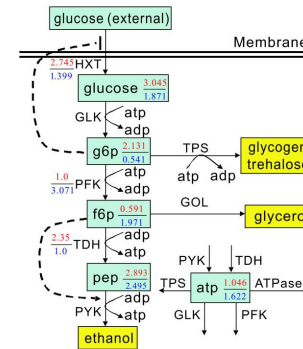 glucose (external)
Membrane
2.745 HXT
1.399
glucose 3.045
1.871
GLK atp
adp
g6p 2.131
0.541
TPS
atp adp
glycogen
trehalose
1.0 PFK atp
3.071 adp
f6p 0.591
1.971
GOL
glycero
2.35 TDH adp
1.0 atp
pep 2.893
2.495
PYK adp
atp
ethanol
PYK TDH
TPS atp 1.046
1.622 ATPase
GLK PFK